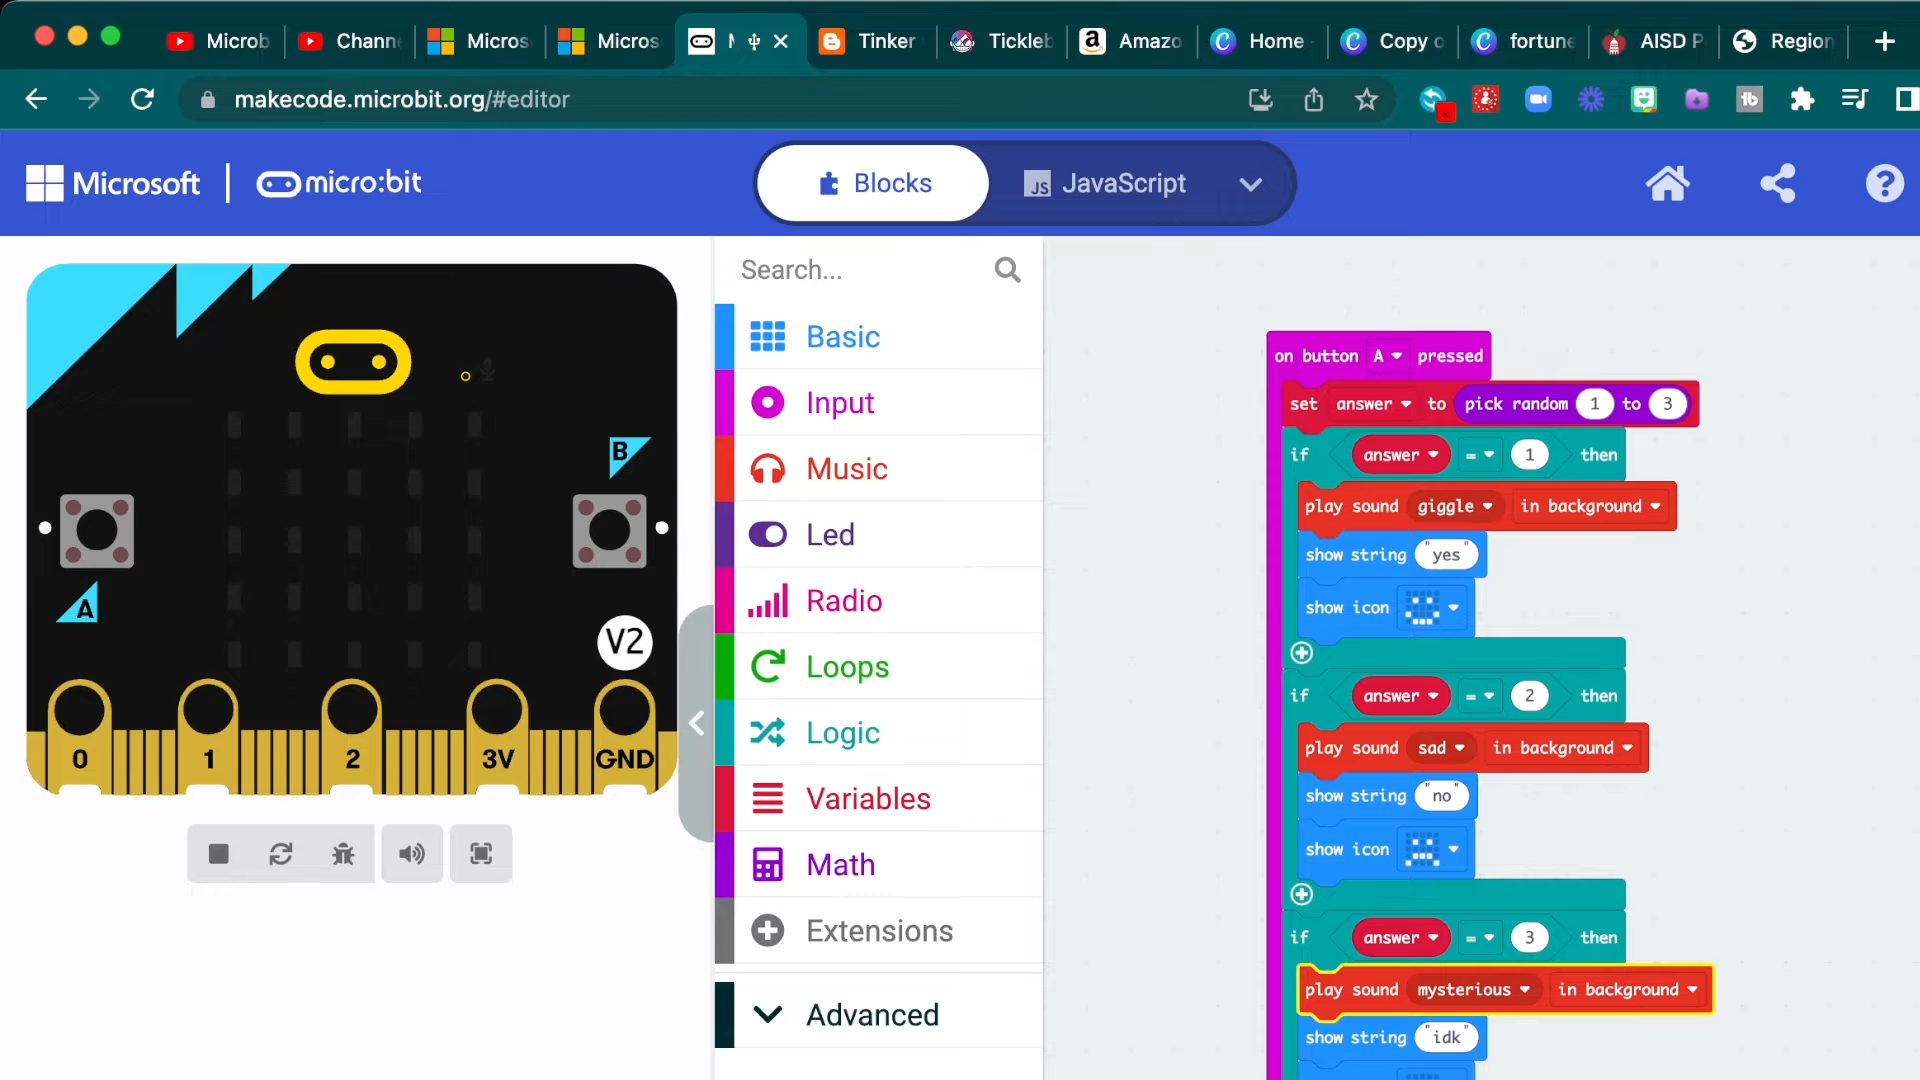 Microb
Chann
Micros
Micros
Tinker
Tickleb
Amazo
Home
Copy o
fortune
AISD P
Region
makecode.microbit.org/#editor
Microsoft
micro:bit
Blocks
JS JavaScript
Search...
Basic
Input
Music
Led
Radio
Loops
Logic
Variables
Math
Extensions
Advanced
B
A
V2
0 1 2 3V GND
on button A pressed
set answer to pick random 1 to 3
if answer = 1 then
play sound giggle in background
show string "yes"
show icon
if answer = 2 then
play sound sad in background
show string "no"
show icon
if answer = 3 then
play sound mysterious in background
show string "idk"